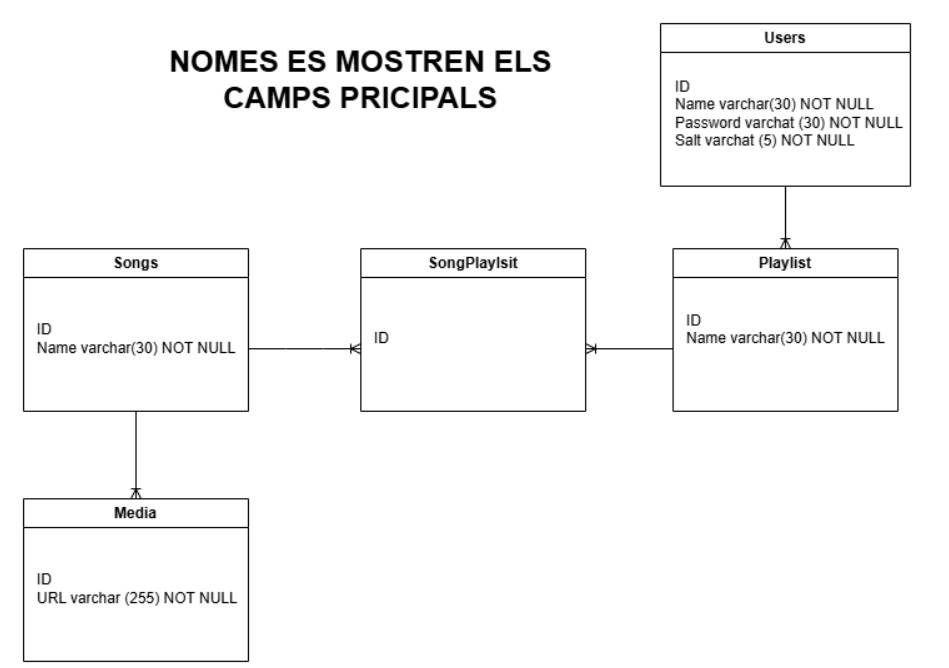 NOMES ES MOSTREN ELS
CAMPS PRICIPALS
Users
ID
Name varchar(30) NOT NULL
Password varchat (30) NOT NULL
Salt varchat (5) NOT NULL
Songs
ID
Name varchar(30) NOT NULL
SongPlaylsit
ID
Playlist
ID
Name varchar(30) NOT NULL
Media
ID
URL varchar (255) NOT NULL